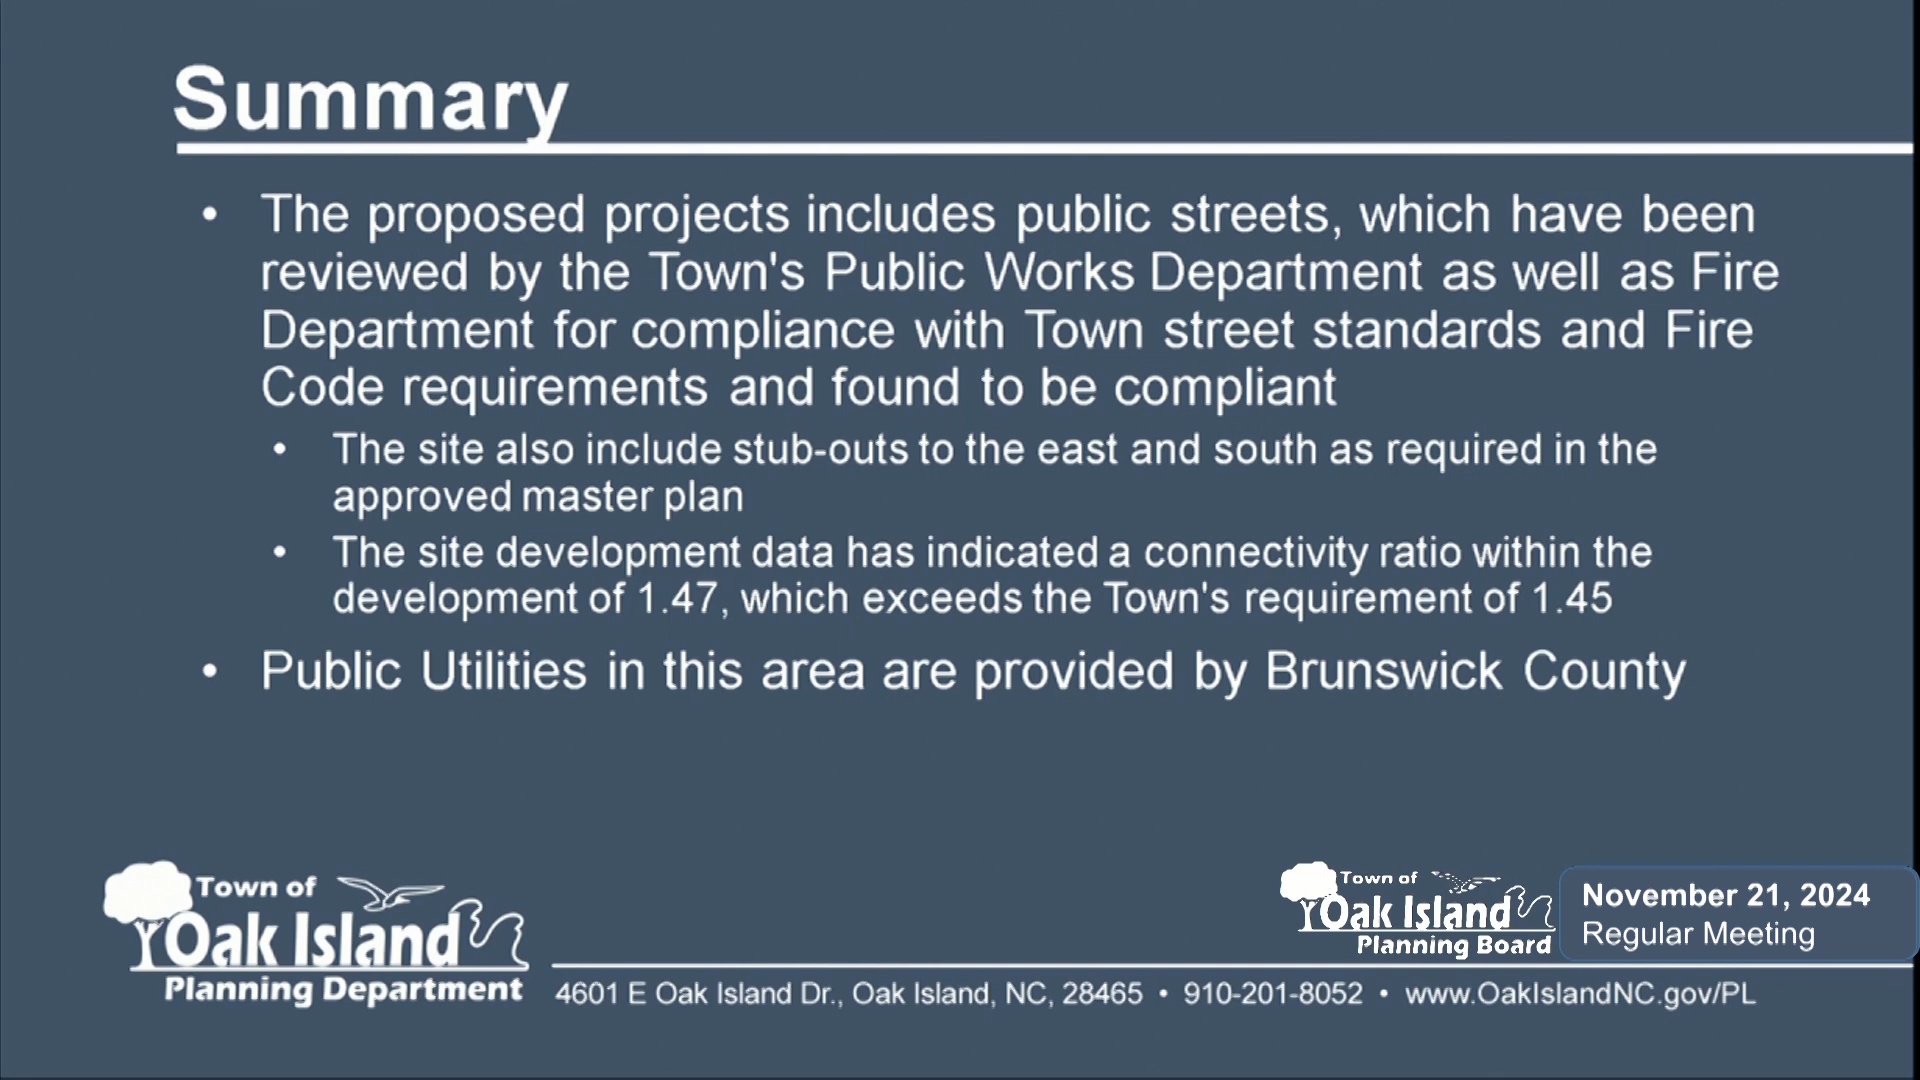 Summary
• The proposed projects includes public streets, which have been
reviewed by the Town's Public Works Department as well as Fire
Department for compliance with Town street standards and Fire
Code requirements and found to be compliant
• The site also include stub-outs to the east and south as required in the
approved master plan
• The site development data has indicated a connectivity ratio within the
development of 1.47, which exceeds the Town's requirement of 1.45
• Public Utilities in this area are provided by Brunswick County
Town of
Oak Island
Planning Department
Town of
Oak Island
Planning Board
November 21, 2024
Regular Meeting
4601 E Oak Island Dr., Oak Island, NC, 28465 • 910-201-8052 • www.OakIslandNC.gov/PL